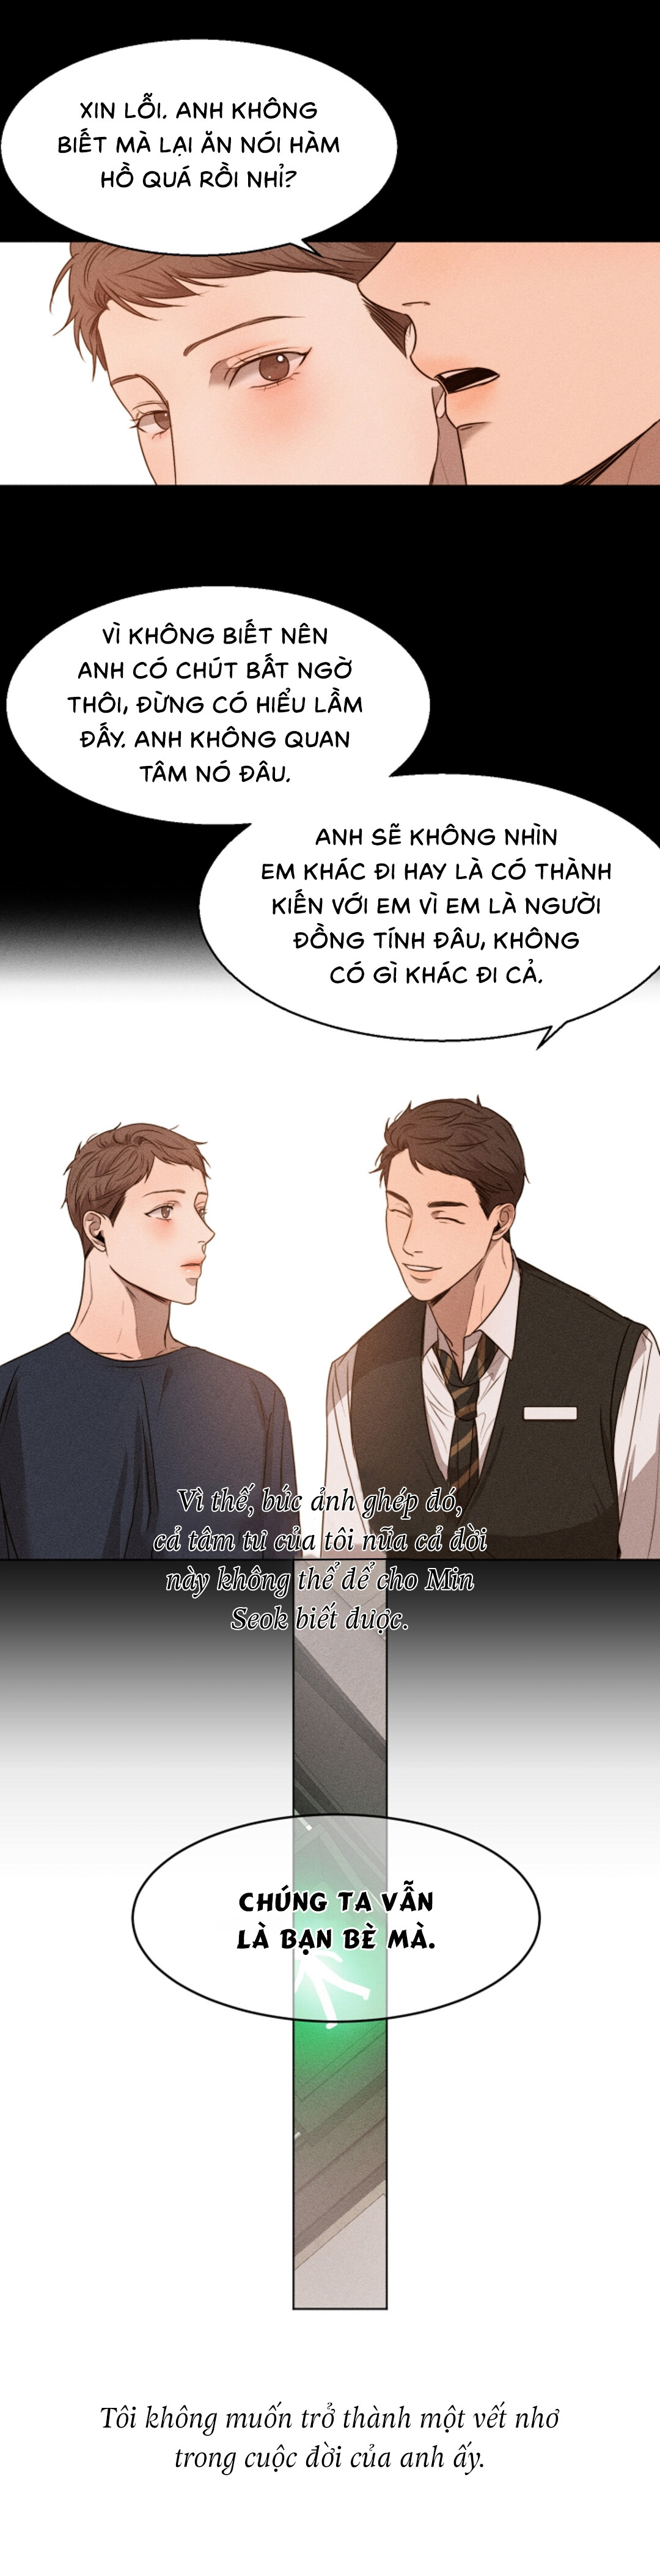 XIN LỖI. ANH KHÔNG
BIẾT MÀ LẠI ĂN NÓI HÀM
HỒ QUÁ RỒI NHỈ?
VÌ KHÔNG BIẾT NÊN
ANH CÓ CHÚT BẤT NGỜ
THÔI, ĐỪNG CÓ HIỂU LẦM
ĐẤY. ANH KHÔNG QUAN
TÂM NÓ ĐÂU.
ANH SẼ KHÔNG NHÌN
EM KHÁC ĐI HAY LÀ CÓ THÀNH
KIẾN VỚI EM VÌ EM LÀ NGƯỜI
ĐỒNG TÍNH ĐÂU, KHÔNG
CÓ GÌ KHÁC ĐI CẢ.
Vì thế, bức ảnh ghép đó,
cả tâm tư của tôi nữa cả đời
này không thể để cho Min
Seok biết được.
CHÚNG TA VẪN
LÀ BẠN BÈ MÀ.
Tôi không muốn trở thành một vết nhơ
trong cuộc đời của anh ấy.